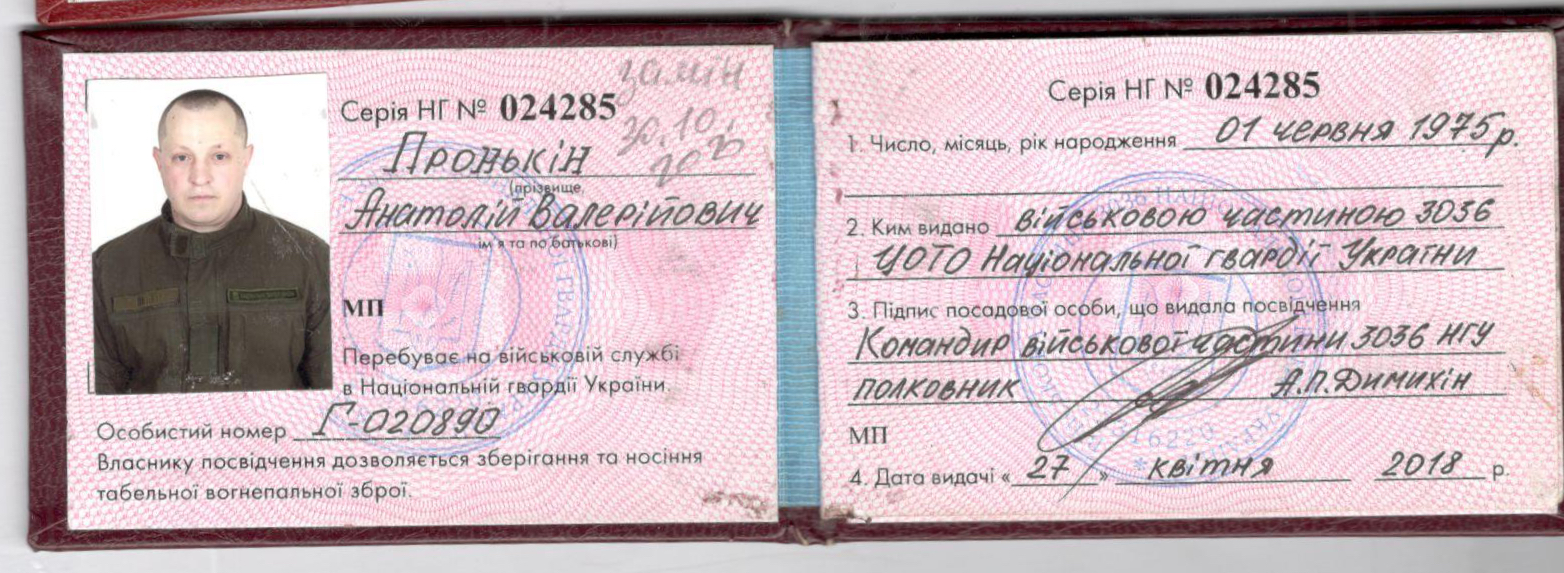 Серія НГ № 024285
замін
30.10.
Пронькін
(прізвище,
Анатолій Валерійович
ім'я та по батькові)
МП
Перебуває на військовій службі
в Національній гвардії України.
Особистий номер Г-020890
Власнику посвідчення дозволяється зберігання та носіння
табельної вогнепальної зброї.
Серія НГ № 024285
1. Число, місяць, рік народження 01 червня 1975 р.
2. Ким видано військовою частиною 3036
ЦОТО Національної гвардії України
3. Підпис посадової особи, що видала посвідчення
Командир військової частини 3036 НГУ
полковник А.П.Димихін
МП
4. Дата видачі « 27 » квітня 2018 р.